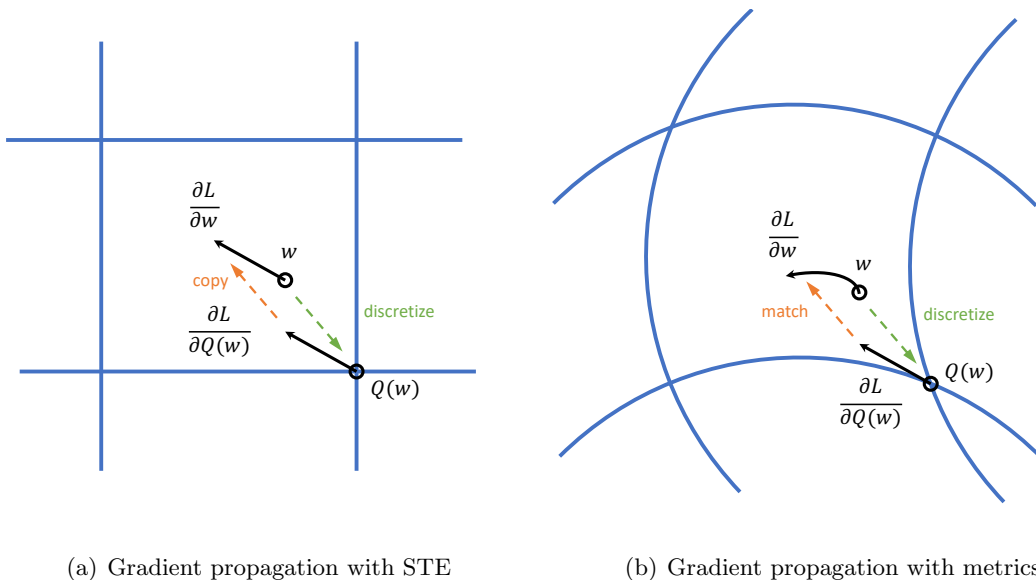 ∂L
∂w
w
copy
discretize
∂L
∂Q(w)
Q(w)
(a) Gradient propagation with STE
∂L
∂w
w
match
discretize
Q(w)
∂L
∂Q(w)
(b) Gradient propagation with metrics